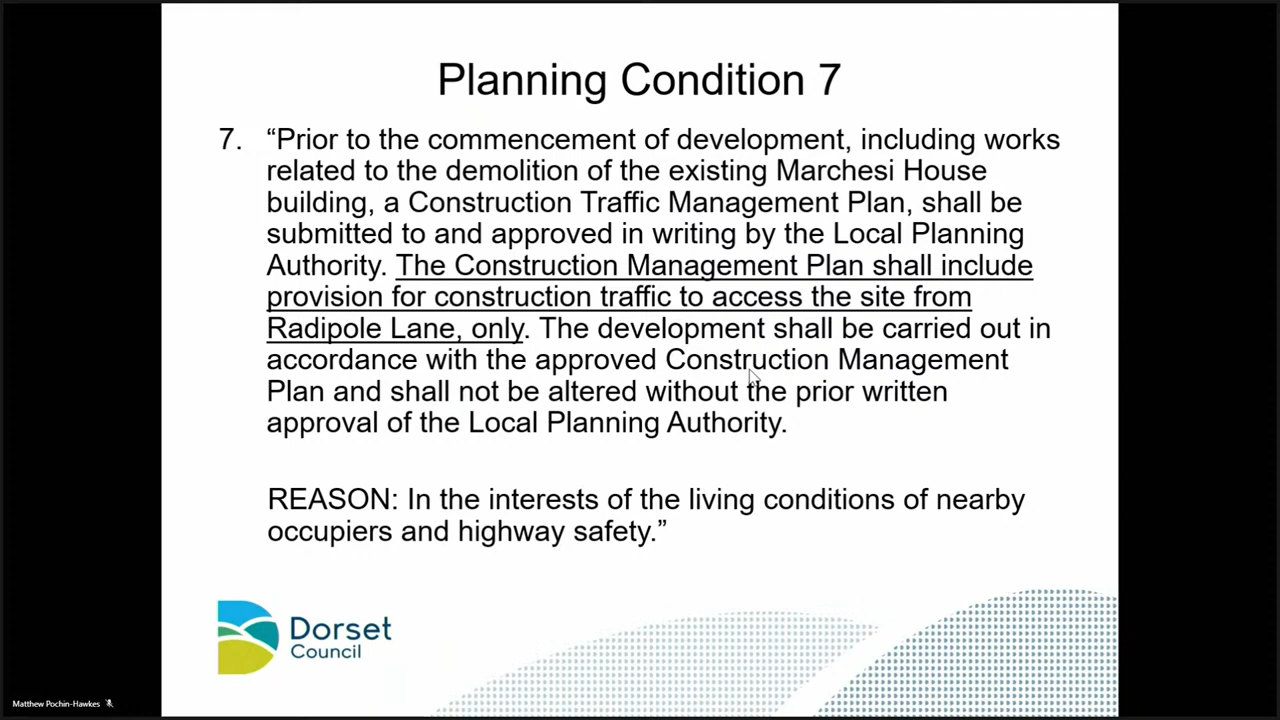 Planning Condition 7
7. “Prior to the commencement of development, including works
related to the demolition of the existing Marchesi House
building, a Construction Traffic Management Plan, shall be
submitted to and approved in writing by the Local Planning
Authority. The Construction Management Plan shall include
provision for construction traffic to access the site from
Radipole Lane, only. The development shall be carried out in
accordance with the approved Construction Management
Plan and shall not be altered without the prior written
approval of the Local Planning Authority.
REASON: In the interests of the living conditions of nearby
occupiers and highway safety.”
Dorset
Council
Matthew Pochin-Hawkes